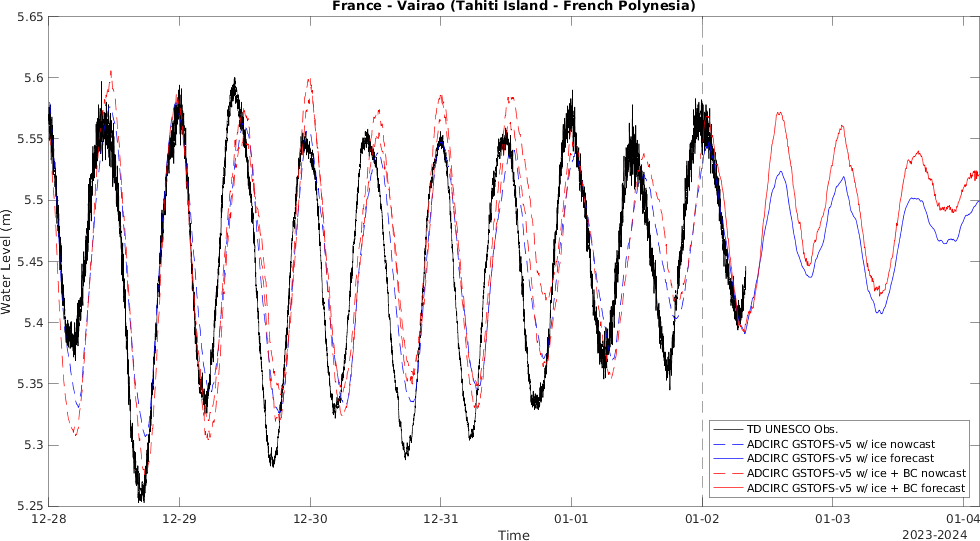 France - Vairao (Tahiti Island - French Polynesia)
5.65
5.6
5.55
5.5
5.45
5.4
5.35
5.3
5.25
Water Level (m)
12-28 12-29 12-30 12-31 01-01 01-02 01-03 01-04
Time
2023-2024
TD UNESCO Obs.
ADCIRC GSTOFS-v5 w/ ice nowcast
ADCIRC GSTOFS-v5 w/ ice forecast
ADCIRC GSTOFS-v5 w/ ice + BC nowcast
ADCIRC GSTOFS-v5 w/ ice + BC forecast